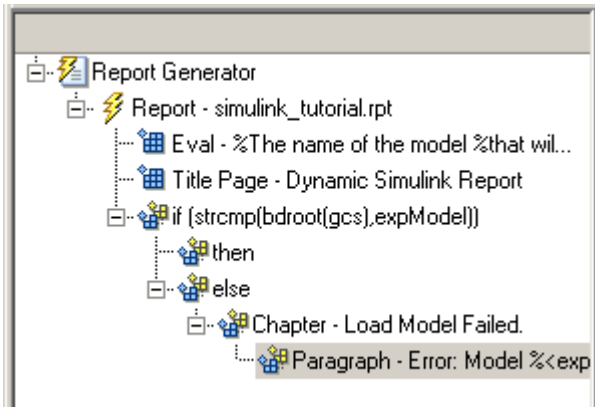 Report Generator
Report - simulink_tutorial.rpt
Eval - %The name of the model %that wil...
Title Page - Dynamic Simulink Report
if (strcmp(bdroot(gcs),expModel))
then
else
Chapter - Load Model Failed.
Paragraph - Error: Model %<exp